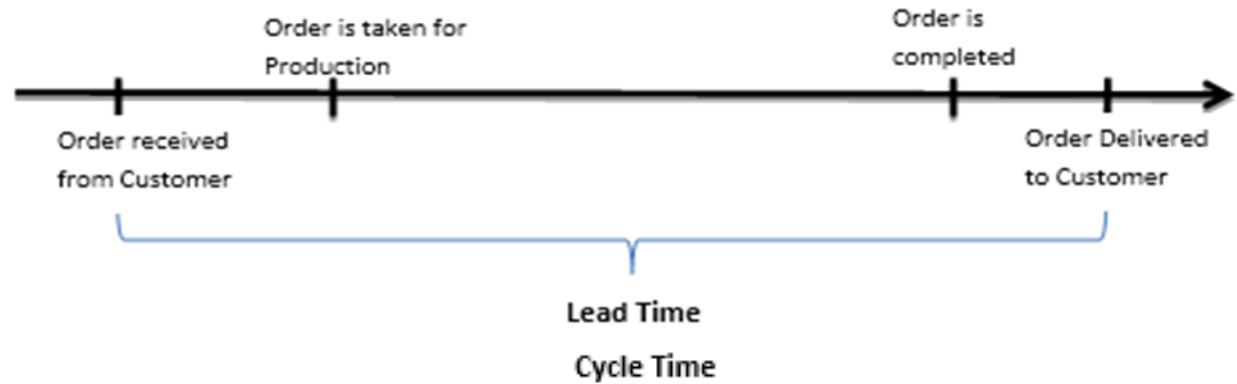 Order is taken for
Production
Order is
completed
Order received
from Customer
Order Delivered
to Customer
Lead Time
Cycle Time